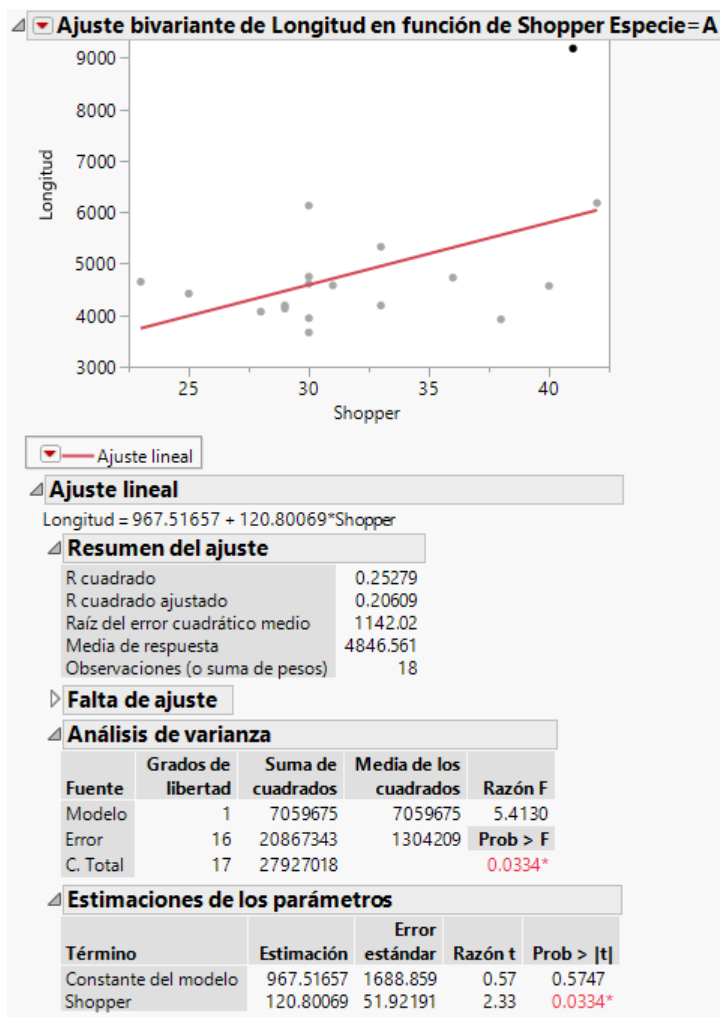 Ajuste bivariante de Longitud en función de Shopper Especie=A
9000
8000
7000
6000
5000
4000
3000
Longitud
25 30 35 40
Shopper
Ajuste lineal
Ajuste lineal
Longitud = 967.51657 + 120.80069*Shopper
Resumen del ajuste
R cuadrado 0.25279
R cuadrado ajustado 0.20609
Raíz del error cuadrático medio 1142.02
Media de respuesta 4846.561
Observaciones (o suma de pesos) 18
Falta de ajuste
Análisis de varianza
Grados de Suma de Media de los
Fuente libertad cuadrados cuadrados Razón F
Modelo 1 7059675 7059675 5.4130
Error 16 20867343 1304209 Prob > F
C. Total 17 27927018 0.0334*
Estimaciones de los parámetros
Error
Término Estimación estándar Razón t Prob > |t|
Constante del modelo 967.51657 1688.859 0.57 0.5747
Shopper 120.80069 51.92191 2.33 0.0334*